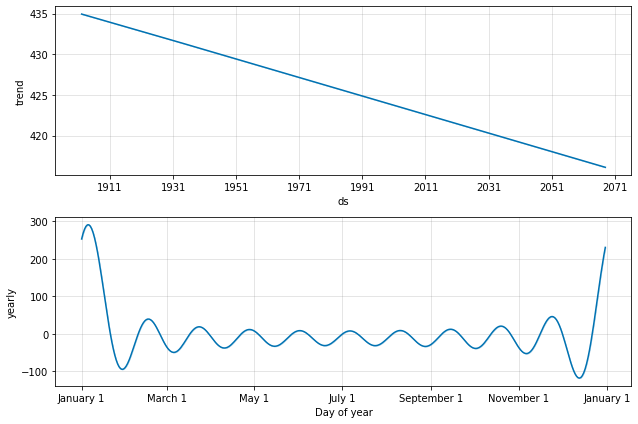 435
430
425
420
trend
1911 1931 1951 1971 1991 2011 2031 2051 2071
ds
300
200
100
0
−100
yearly
January 1 March 1 May 1 July 1 September 1 November 1 January 1
Day of year